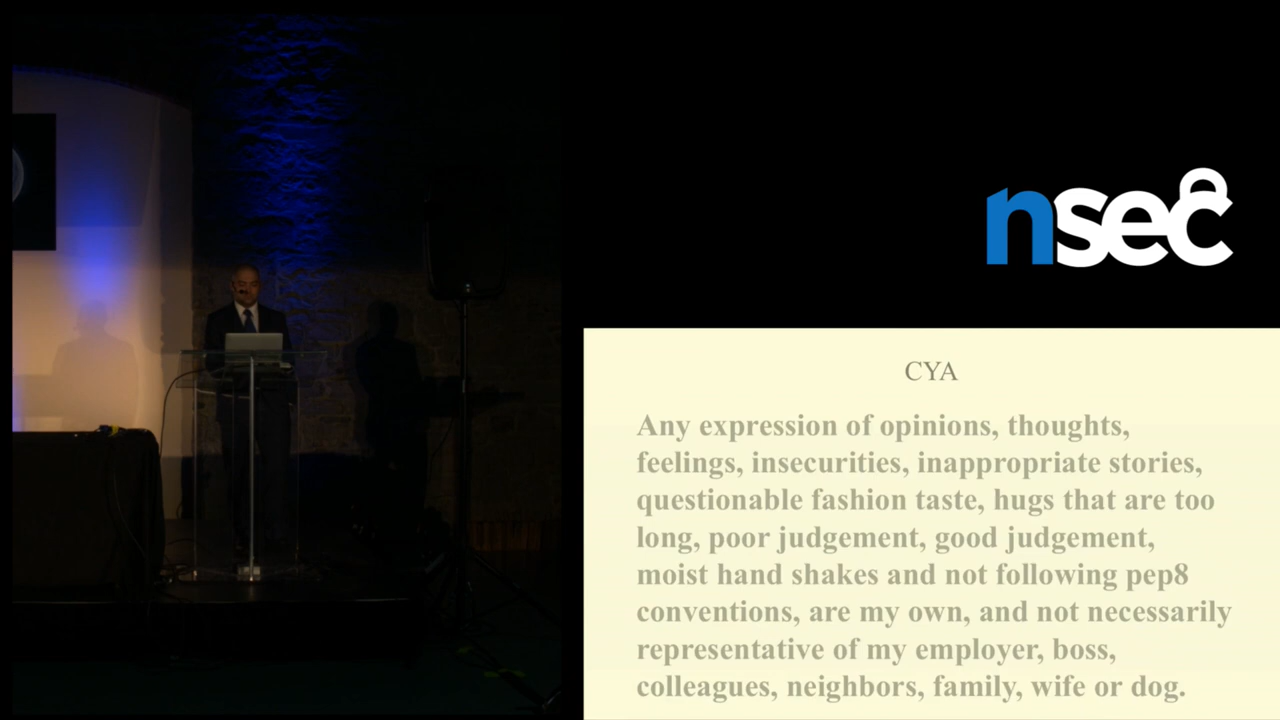 nsec
CYA
Any expression of opinions, thoughts,
feelings, insecurities, inappropriate stories,
questionable fashion taste, hugs that are too
long, poor judgement, good judgement,
moist hand shakes and not following pep8
conventions, are my own, and not necessarily
representative of my employer, boss,
colleagues, neighbors, family, wife or dog.